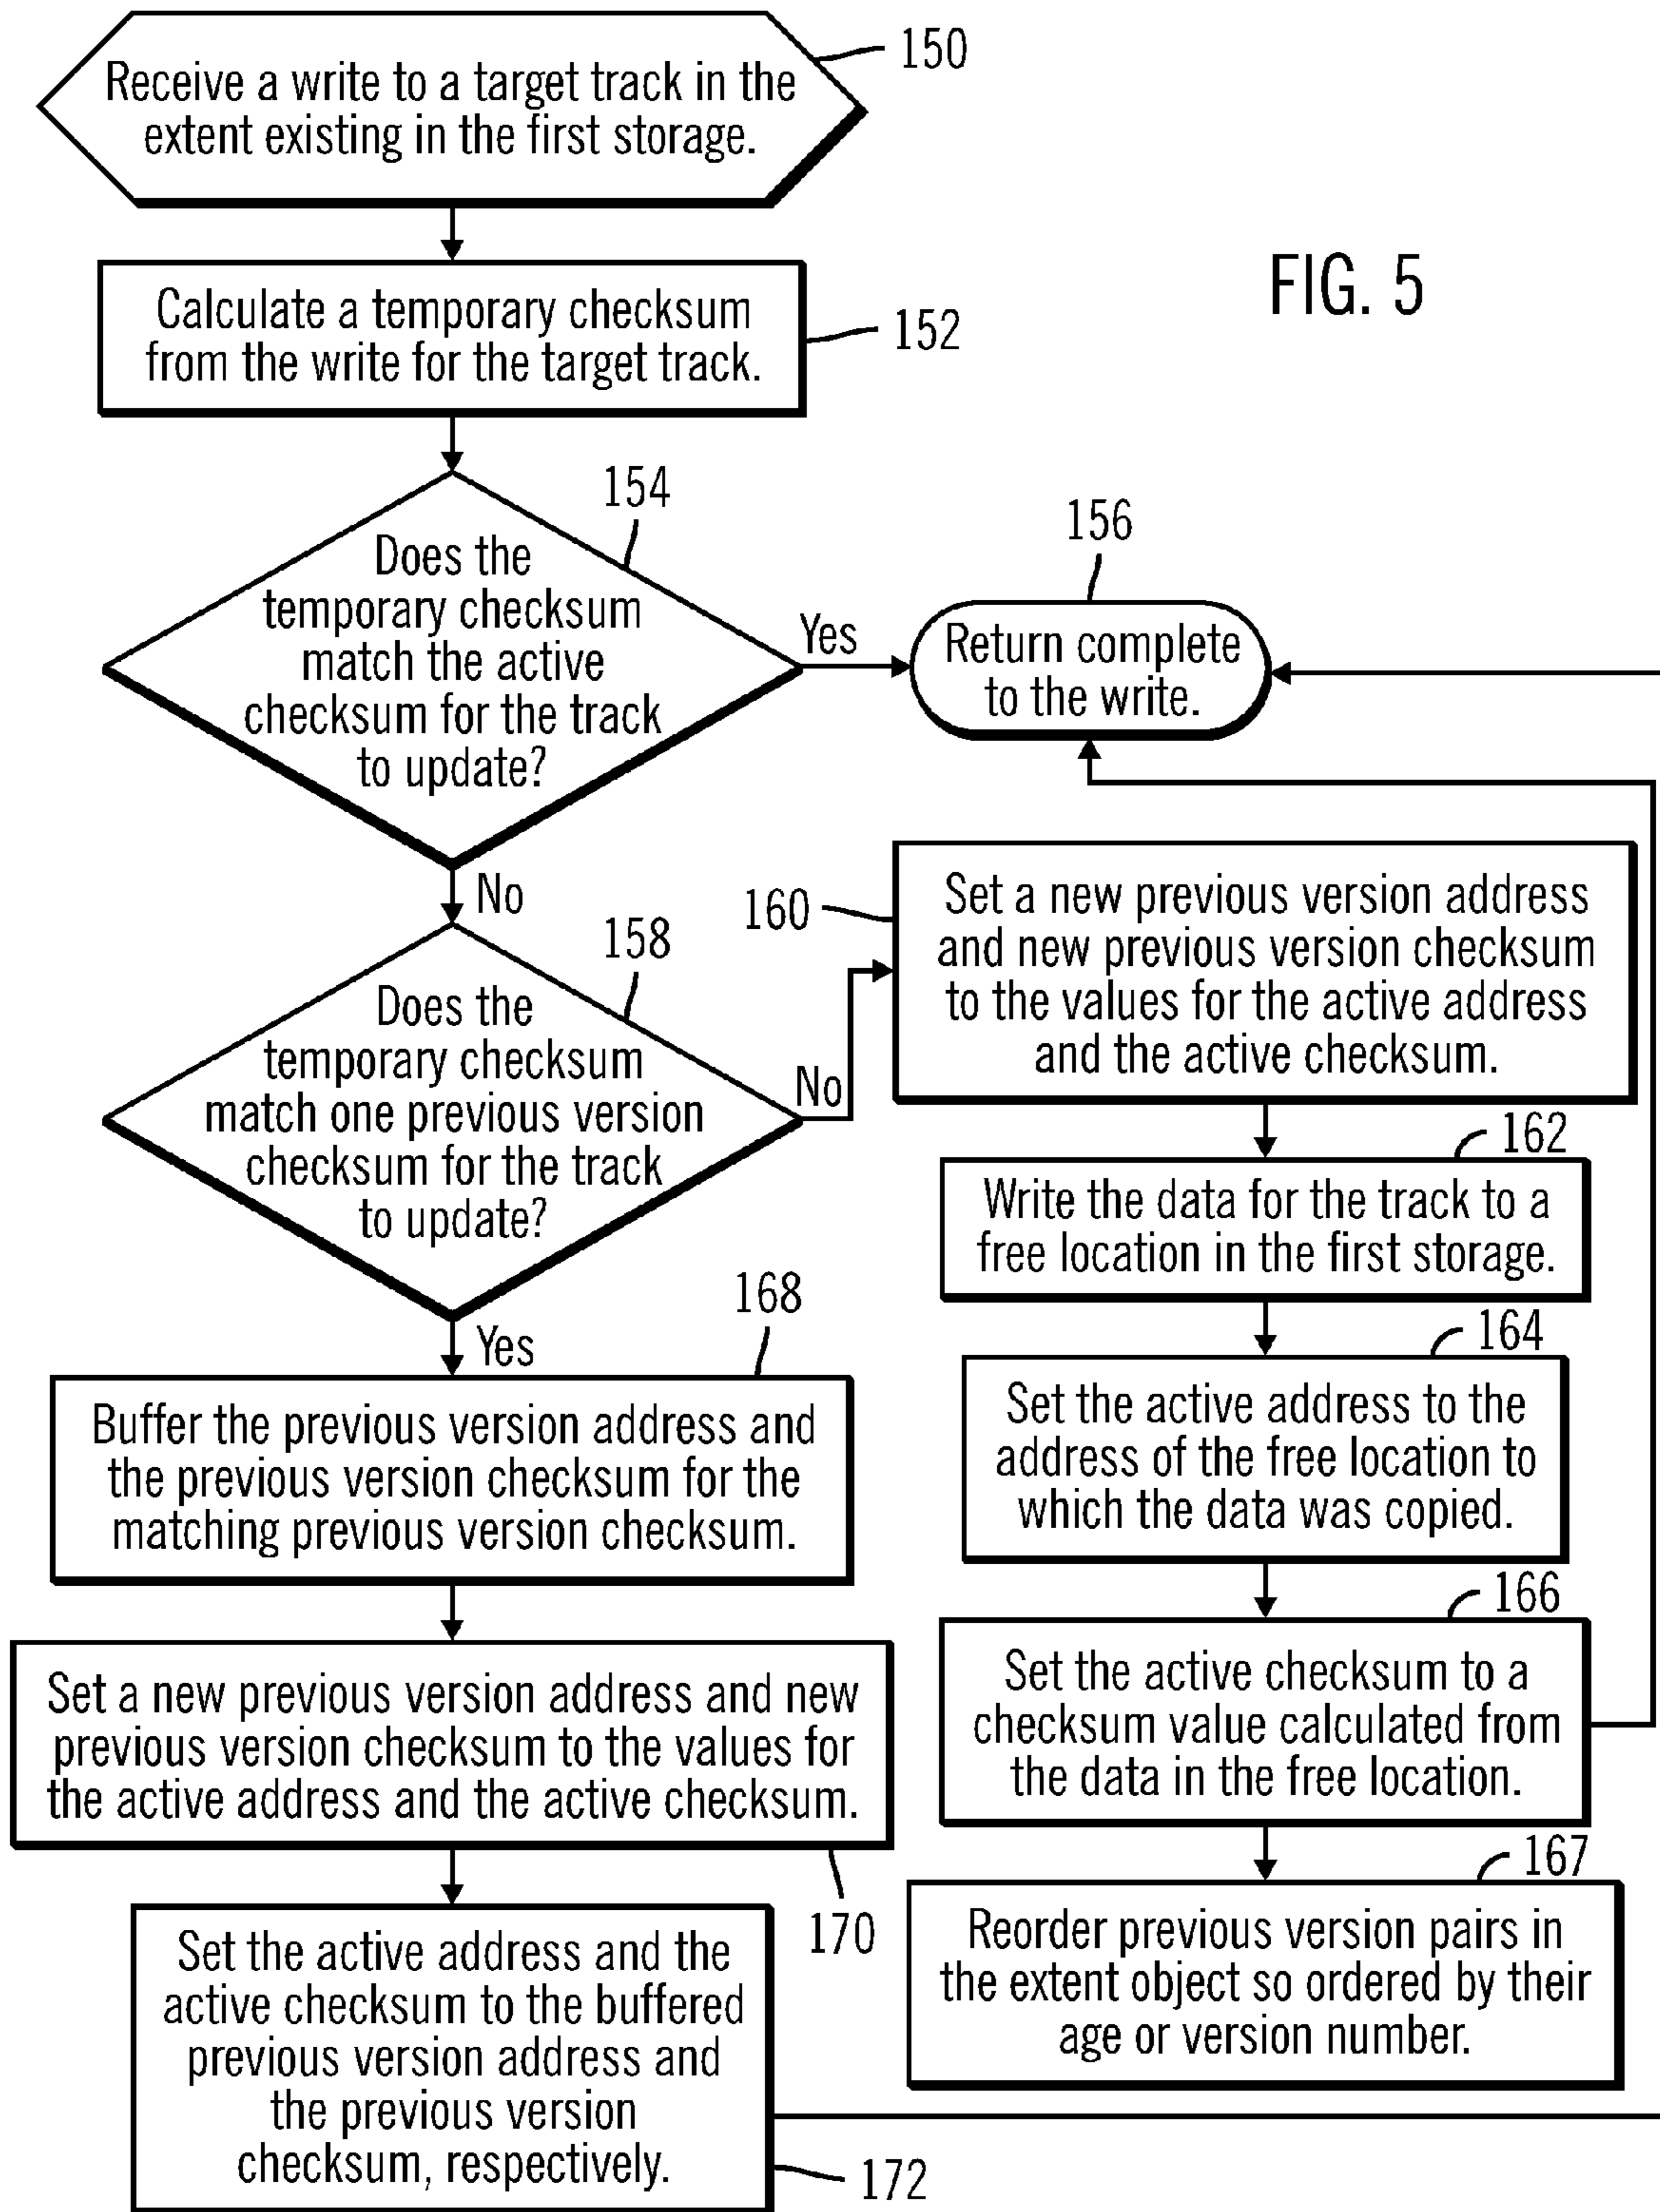 Receive a write to a target track in the
extent existing in the first storage.
150
FIG. 5
Calculate a temporary checksum
from the write for the target track.
152
154
Does the
temporary checksum
match the active
checksum for the track
to update?
Yes
156
Return complete
to the write.
No
158
Does the
temporary checksum
match one previous version
checksum for the track
to update?
No
160
Set a new previous version address
and new previous version checksum
to the values for the active address
and the active checksum.
162
Write the data for the track to a
free location in the first storage.
164
Set the active address to the
address of the free location to
which the data was copied.
166
Set the active checksum to a
checksum value calculated from
the data in the free location.
167
Reorder previous version pairs in
the extent object so ordered by their
age or version number.
Yes
168
Buffer the previous version address and
the previous version checksum for the
matching previous version checksum.
Set a new previous version address and new
previous version checksum to the values for
the active address and the active checksum.
170
Set the active address and the
active checksum to the buffered
previous version address and
the previous version
checksum, respectively.
172